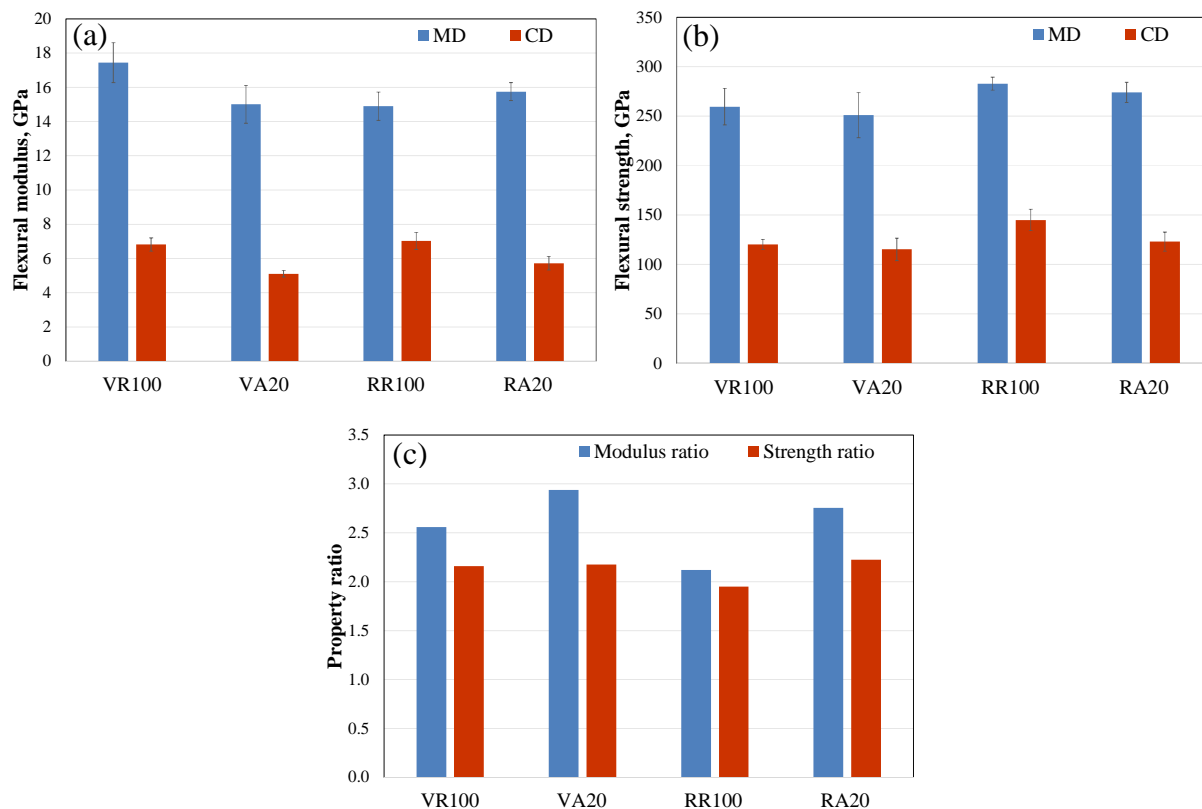 (a)
MD CD
Flexural modulus, GPa
20
18
16
14
12
10
8
6
4
2
0
VR100 VA20 RR100 RA20
(b)
MD CD
Flexural strength, GPa
350
300
250
200
150
100
50
0
VR100 VA20 RR100 RA20
(c)
Modulus ratio Strength ratio
Property ratio
3.5
3.0
2.5
2.0
1.5
1.0
0.5
0.0
VR100 VA20 RR100 RA20